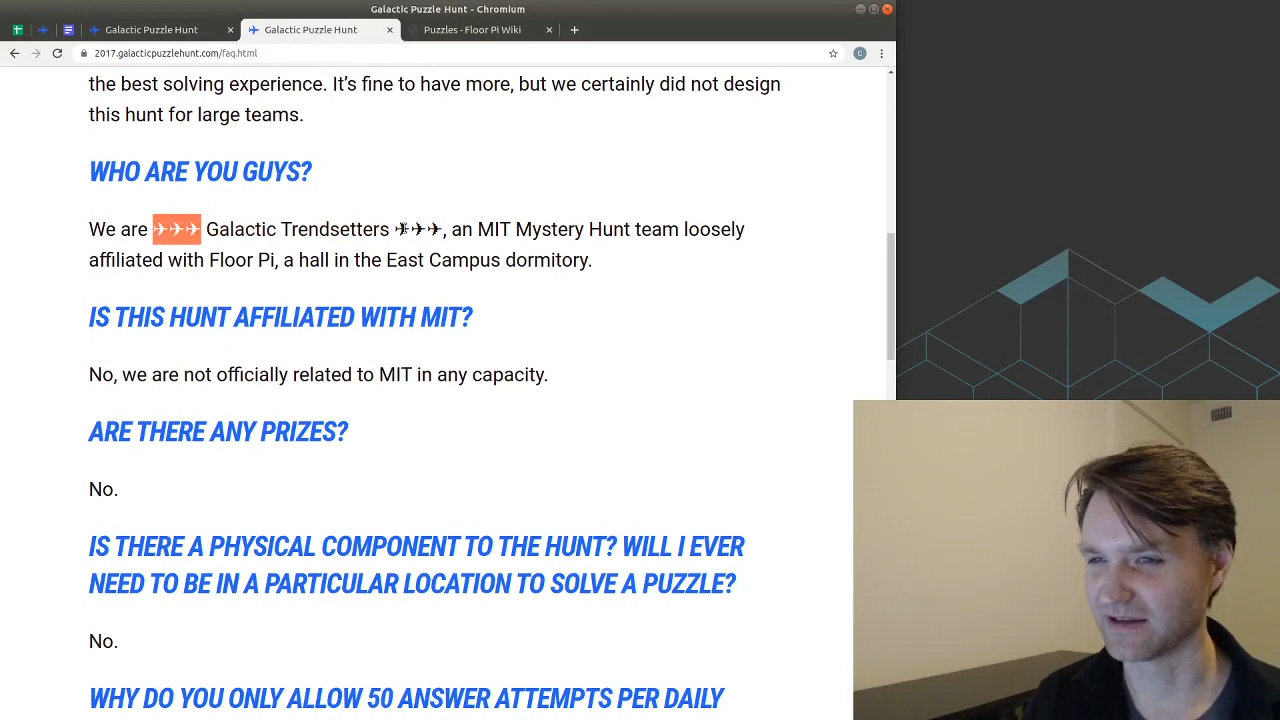 Galactic Puzzle Hunt - Chromium
Galactic Puzzle Hunt
Galactic Puzzle Hunt
Puzzles - Floor Pi Wiki
2017.galacticpuzzlehunt.com/faq.html
the best solving experience. It's fine to have more, but we certainly did not design
this hunt for large teams.
WHO ARE YOU GUYS?
We are ✈✈✈ Galactic Trendsetters ✈✈✈, an MIT Mystery Hunt team loosely
affiliated with Floor Pi, a hall in the East Campus dormitory.
IS THIS HUNT AFFILIATED WITH MIT?
No, we are not officially related to MIT in any capacity.
ARE THERE ANY PRIZES?
No.
IS THERE A PHYSICAL COMPONENT TO THE HUNT? WILL I EVER
NEED TO BE IN A PARTICULAR LOCATION TO SOLVE A PUZZLE?
No.
WHY DO YOU ONLY ALLOW 50 ANSWER ATTEMPTS PER DAILY